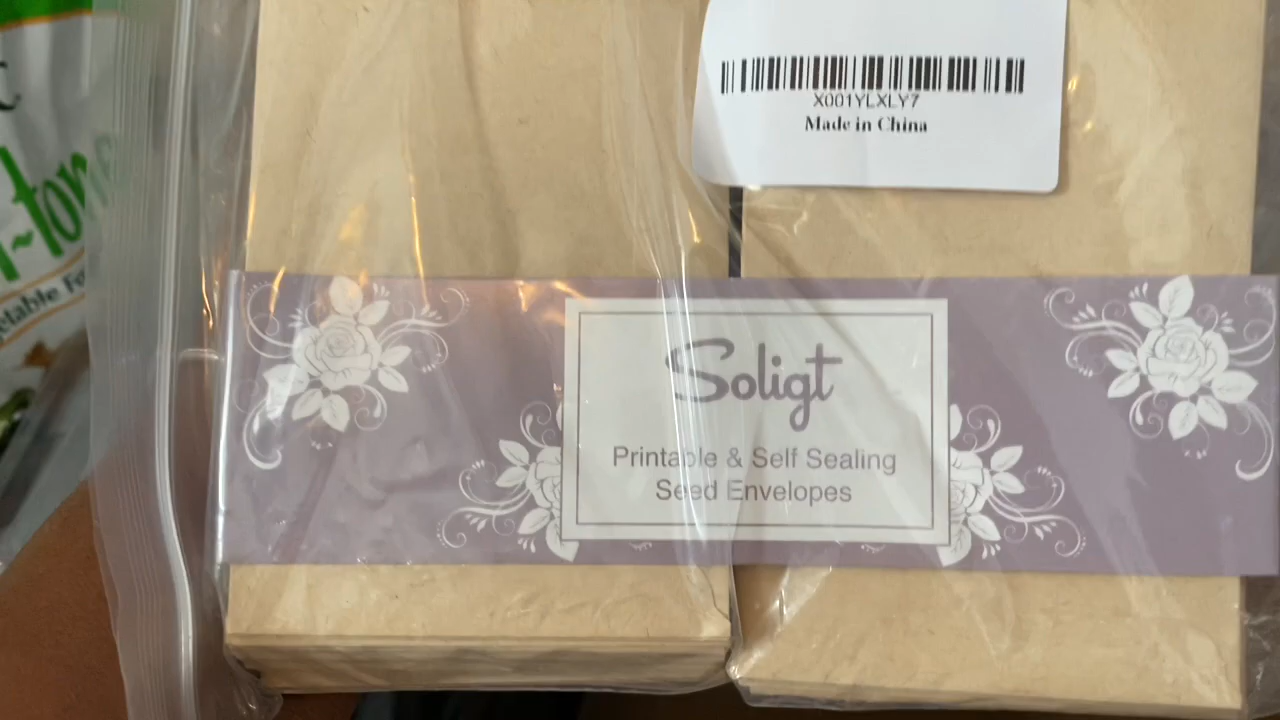 X001YLXLY7
Made in China
Soligt
Printable & Self Sealing
Seed Envelopes